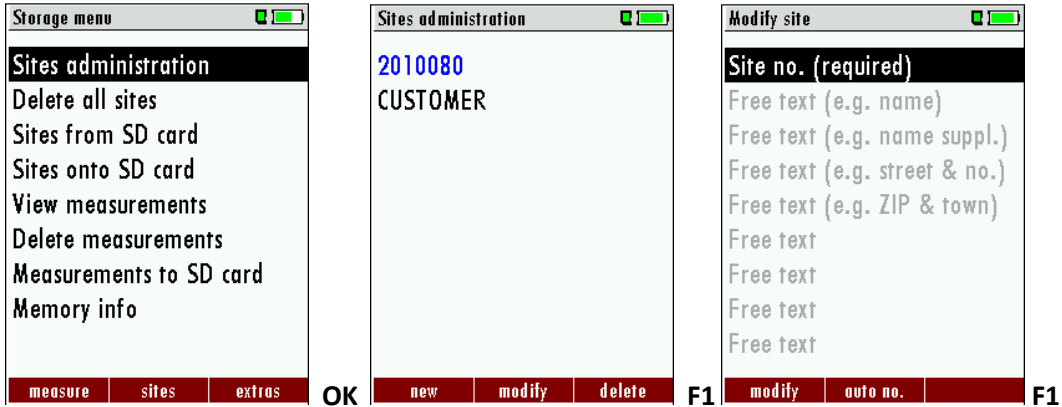 Storage menu
Sites administration
Delete all sites
Sites from SD card
Sites onto SD card
View measurements
Delete measurements
Measurements to SD card
Memory info
measure sites extras
OK
Sites administration
2010080
CUSTOMER
new modify delete
F1
Modify site
Site no. (required)
Free text (e.g. name)
Free text (e.g. name suppl.)
Free text (e.g. street & no.)
Free text (e.g. ZIP & town)
Free text
Free text
Free text
Free text
modify auto no.
F1